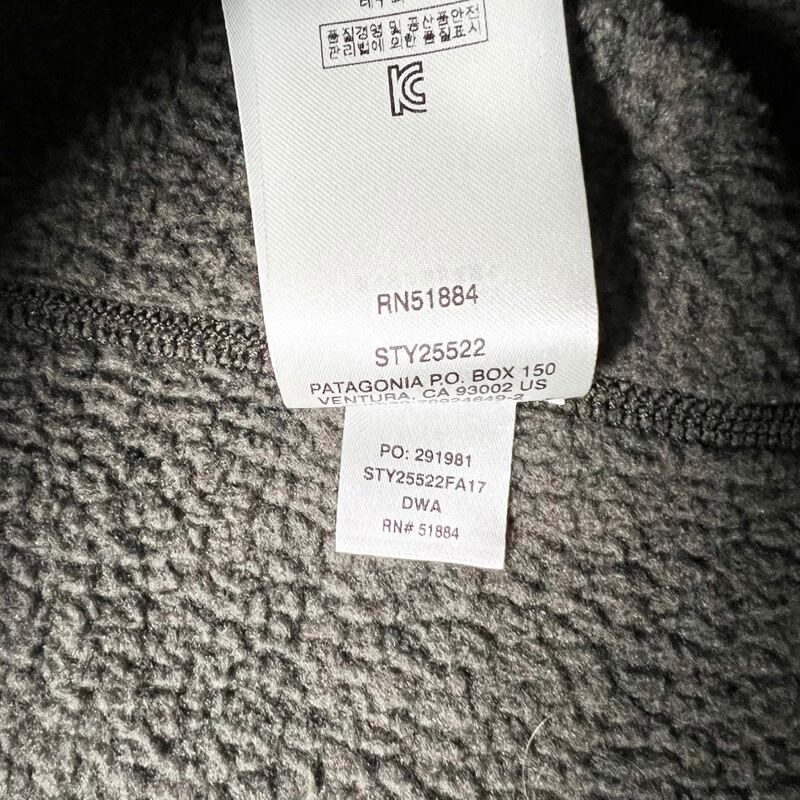 품질경영 및 공산품안전
관리법에 의한 품질표시
RN51884
STY25522
PATAGONIA P.O. BOX 150
VENTURA, CA 93002 US
PO: 291981
STY25522FA17
DWA
RN# 51884